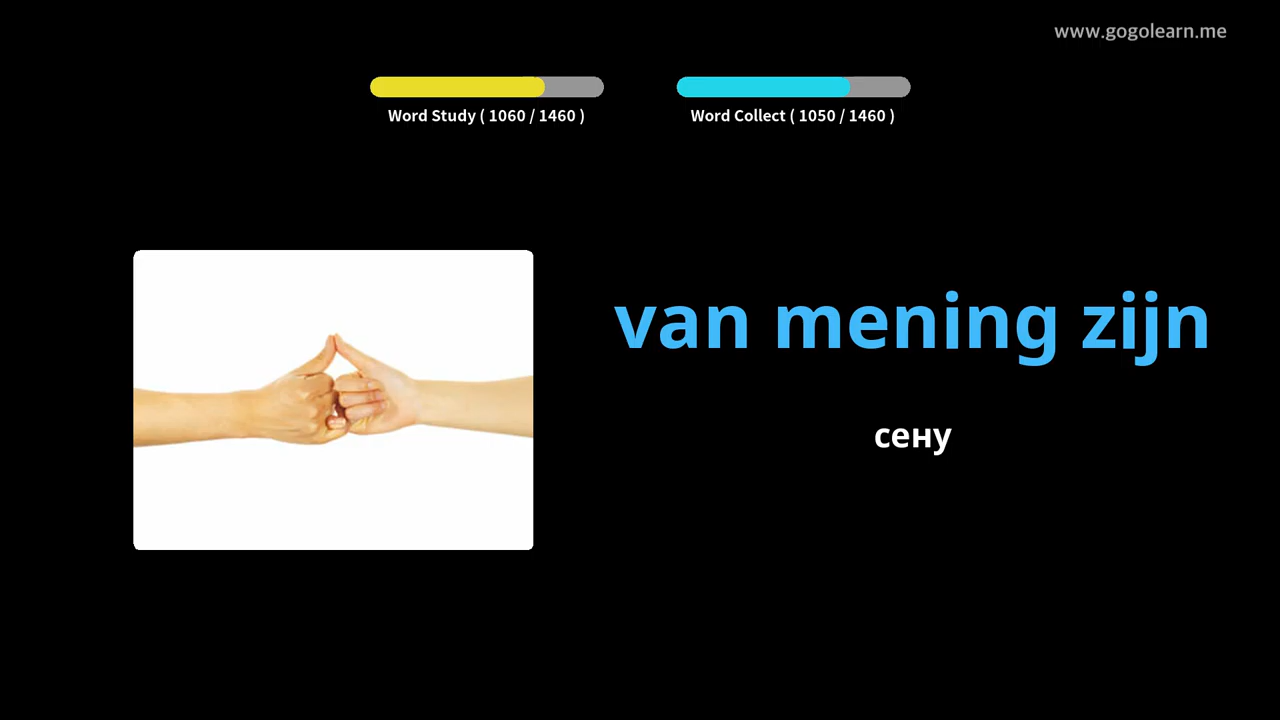 www.gogolearn.me
Word Study ( 1060 / 1460 )
Word Collect ( 1050 / 1460 )
van mening zijn
сену